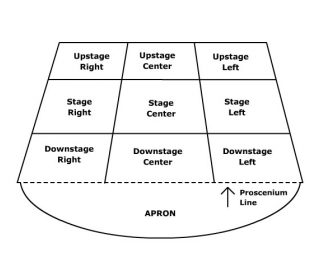 Upstage
Right
Upstage
Center
Upstage
Left
Stage
Right
Stage
Center
Stage
Left
Downstage
Right
Downstage
Center
Downstage
Left
Proscenium
Line
APRON